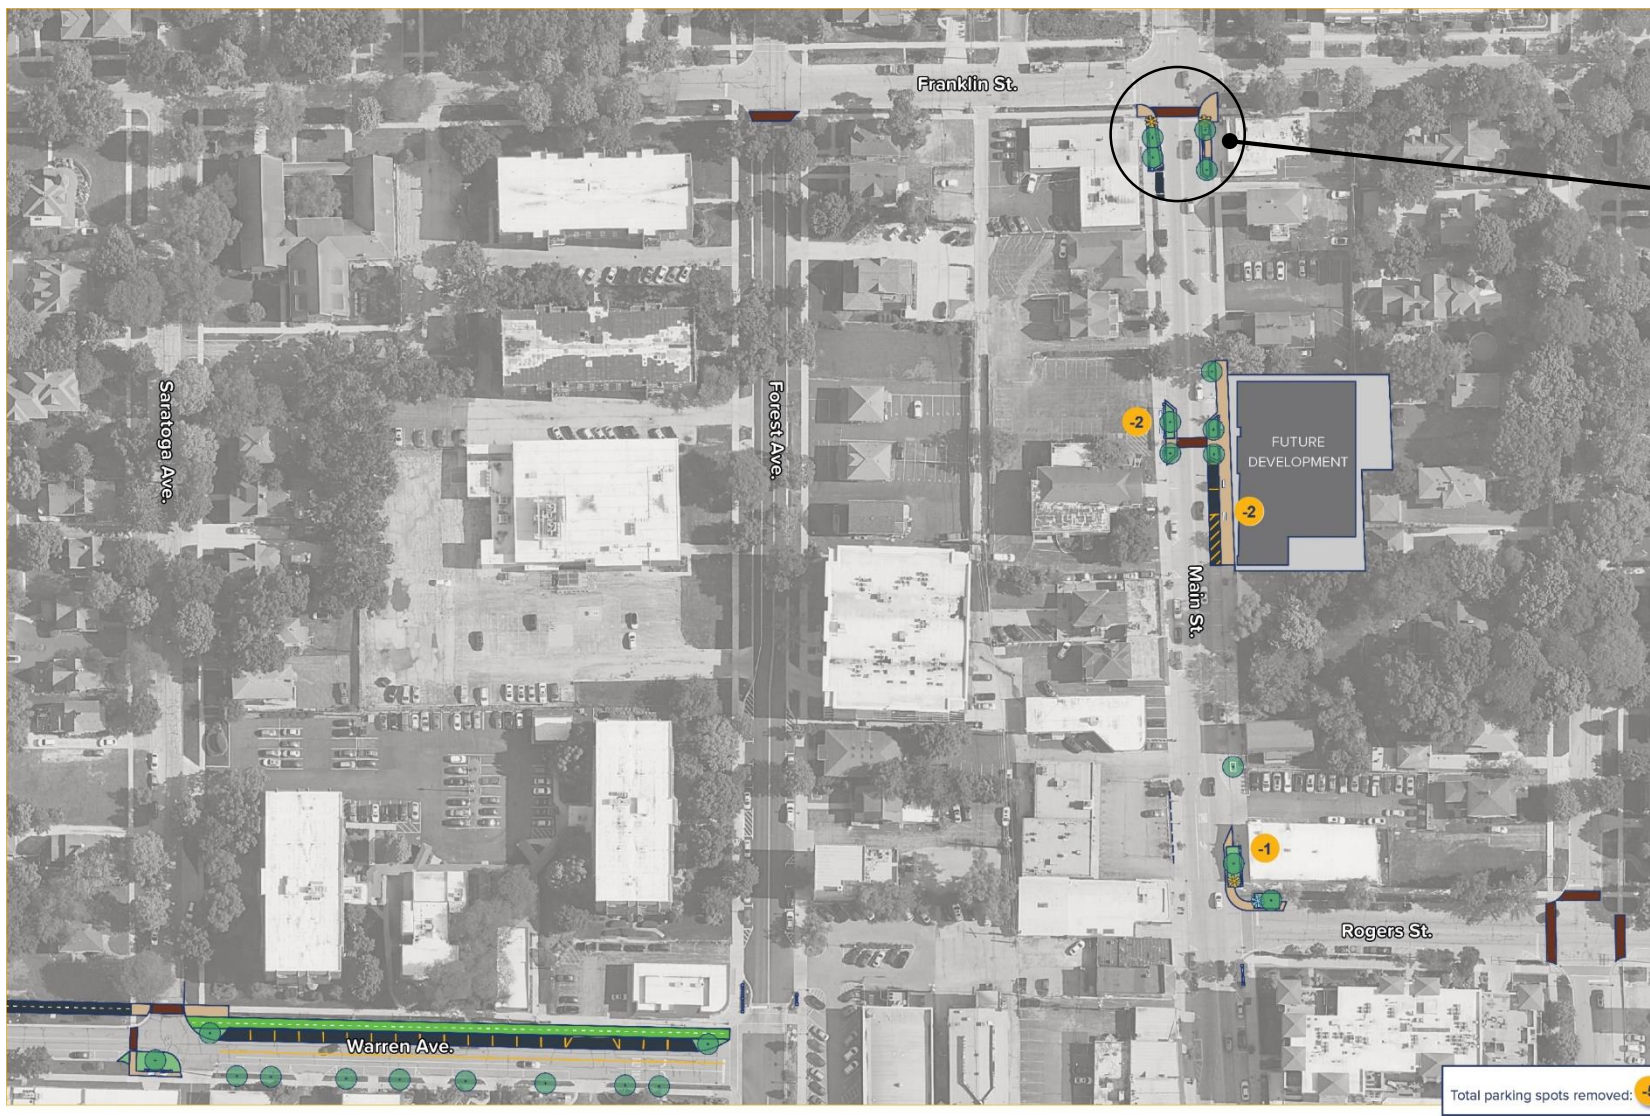 Franklin St.
Saratoga Ave.
Forest Ave.
-2
FUTURE
DEVELOPMENT
-2
Main St.
-1
Rogers St.
Warren Ave.
Total parking spots removed: